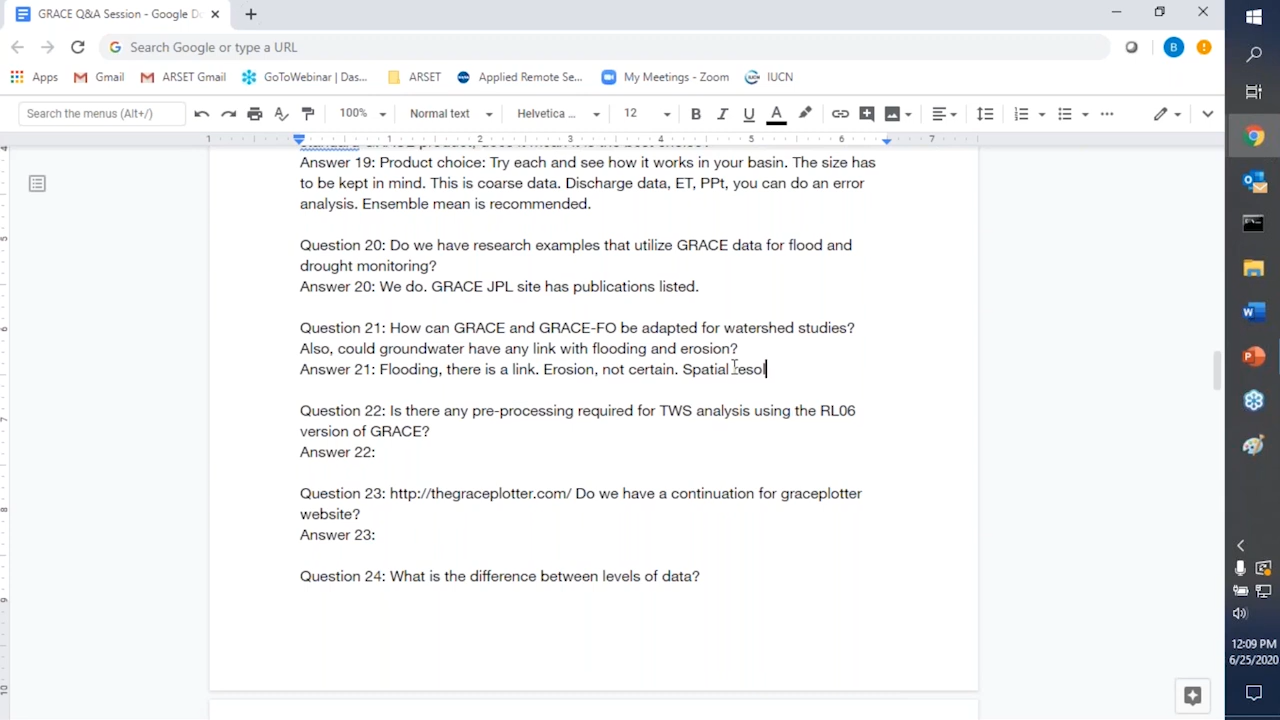 GRACE Q&A Session - Google Do
Search Google or type a URL
B
Apps Gmail ARSET Gmail GoToWebinar | Das... ARSET Applied Remote Se... My Meetings - Zoom IUCN
Search the menus (Alt+/) 100% Normal text Helvetica ... 12 B I U A
1 1 2 3 4 5 6 7
Answer 19: Product choice: Try each and see how it works in your basin. The size has
to be kept in mind. This is coarse data. Discharge data, ET, PPt, you can do an error
analysis. Ensemble mean is recommended.
Question 20: Do we have research examples that utilize GRACE data for flood and
drought monitoring?
Answer 20: We do. GRACE JPL site has publications listed.
Question 21: How can GRACE and GRACE-FO be adapted for watershed studies?
Also, could groundwater have any link with flooding and erosion?
Answer 21: Flooding, there is a link. Erosion, not certain. Spatial resol
Question 22: Is there any pre-processing required for TWS analysis using the RL06
version of GRACE?
Answer 22:
Question 23: http://thegraceplotter.com/ Do we have a continuation for graceplotter
website?
Answer 23:
Question 24: What is the difference between levels of data?
12:09 PM
6/25/2020